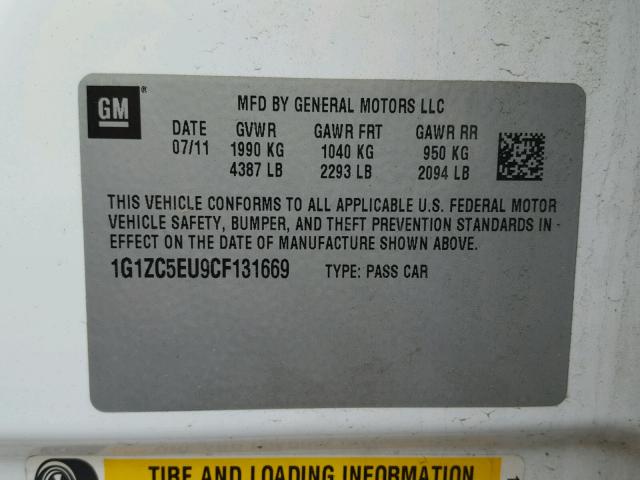 GM®
MFD BY GENERAL MOTORS LLC
DATE GVWR GAWR FRT GAWR RR
07/11 1990 KG 1040 KG 950 KG
4387 LB 2293 LB 2094 LB
THIS VEHICLE CONFORMS TO ALL APPLICABLE U.S. FEDERAL MOTOR
VEHICLE SAFETY, BUMPER, AND THEFT PREVENTION STANDARDS IN
EFFECT ON THE DATE OF MANUFACTURE SHOWN ABOVE.
1G1ZC5EU9CF131669 TYPE: PASS CAR
TIRE AND LOADING INFORMATION